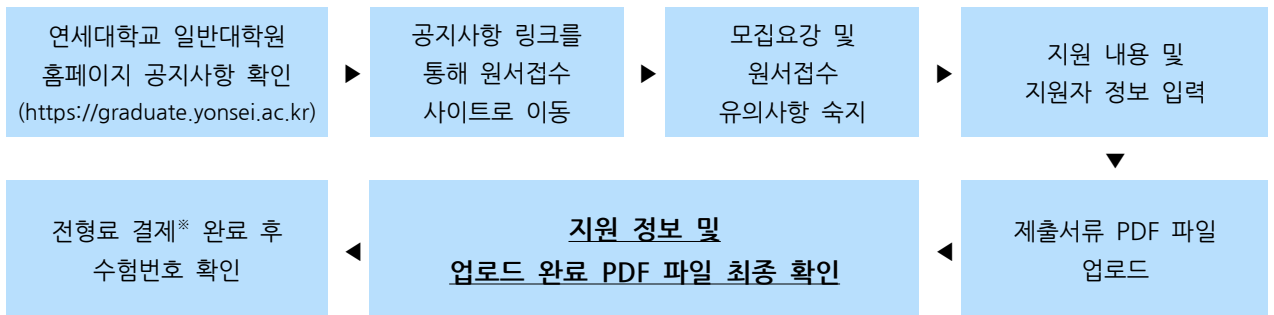 연세대학교 일반대학원
홈페이지 공지사항 확인
(https://graduate.yonsei.ac.kr)
▶
공지사항 링크를
통해 원서접수
사이트로 이동
▶
모집요강 및
원서접수
유의사항 숙지
▶
지원 내용 및
지원자 정보 입력
▼
제출서류 PDF 파일
업로드
◀
지원 정보 및
업로드 완료 PDF 파일 최종 확인
◀
전형료 결제※ 완료 후
수험번호 확인